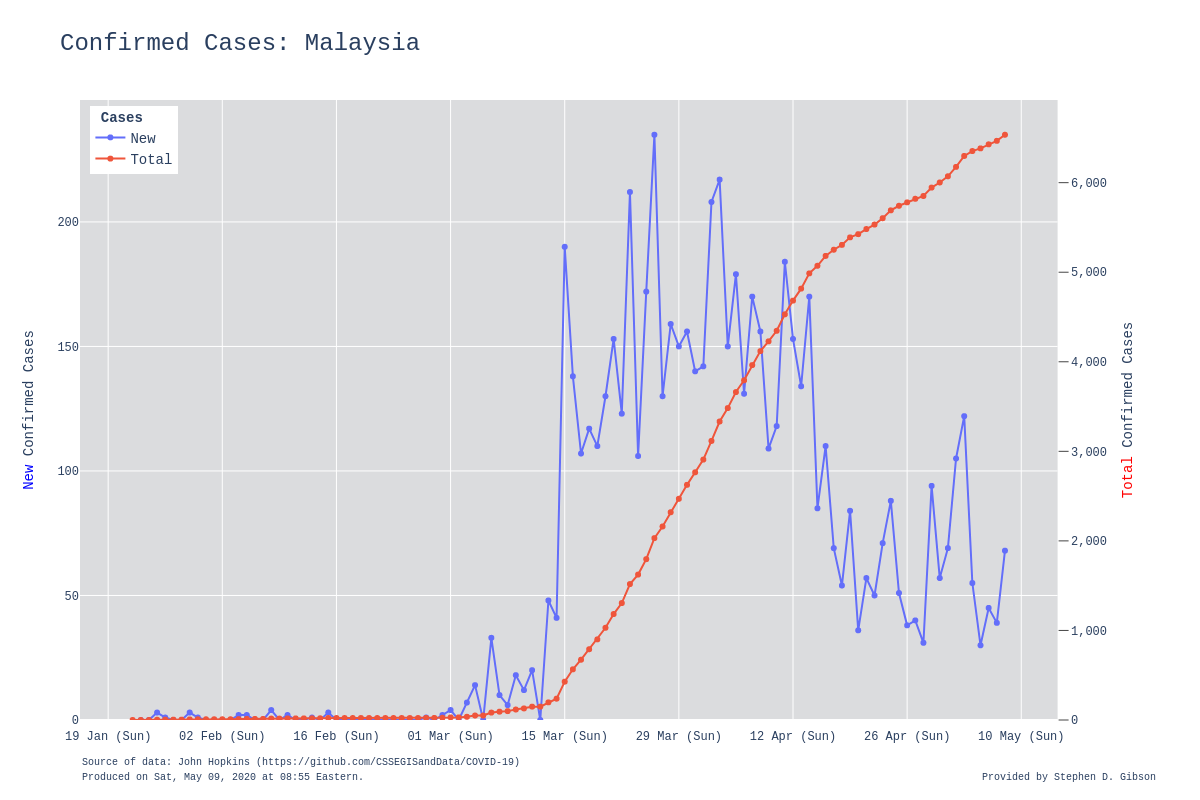 Confirmed Cases: Malaysia
Cases
New
Total
200
150
100
50
0
New Confirmed Cases
6,000
5,000
4,000
3,000
2,000
1,000
0
Total Confirmed Cases
19 Jan (Sun) 02 Feb (Sun) 16 Feb (Sun) 01 Mar (Sun) 15 Mar (Sun) 29 Mar (Sun) 12 Apr (Sun) 26 Apr (Sun) 10 May (Sun)
Source of data: John Hopkins (https://github.com/CSSEGISandData/COVID-19)
Produced on Sat, May 09, 2020 at 08:55 Eastern.
Provided by Stephen D. Gibson